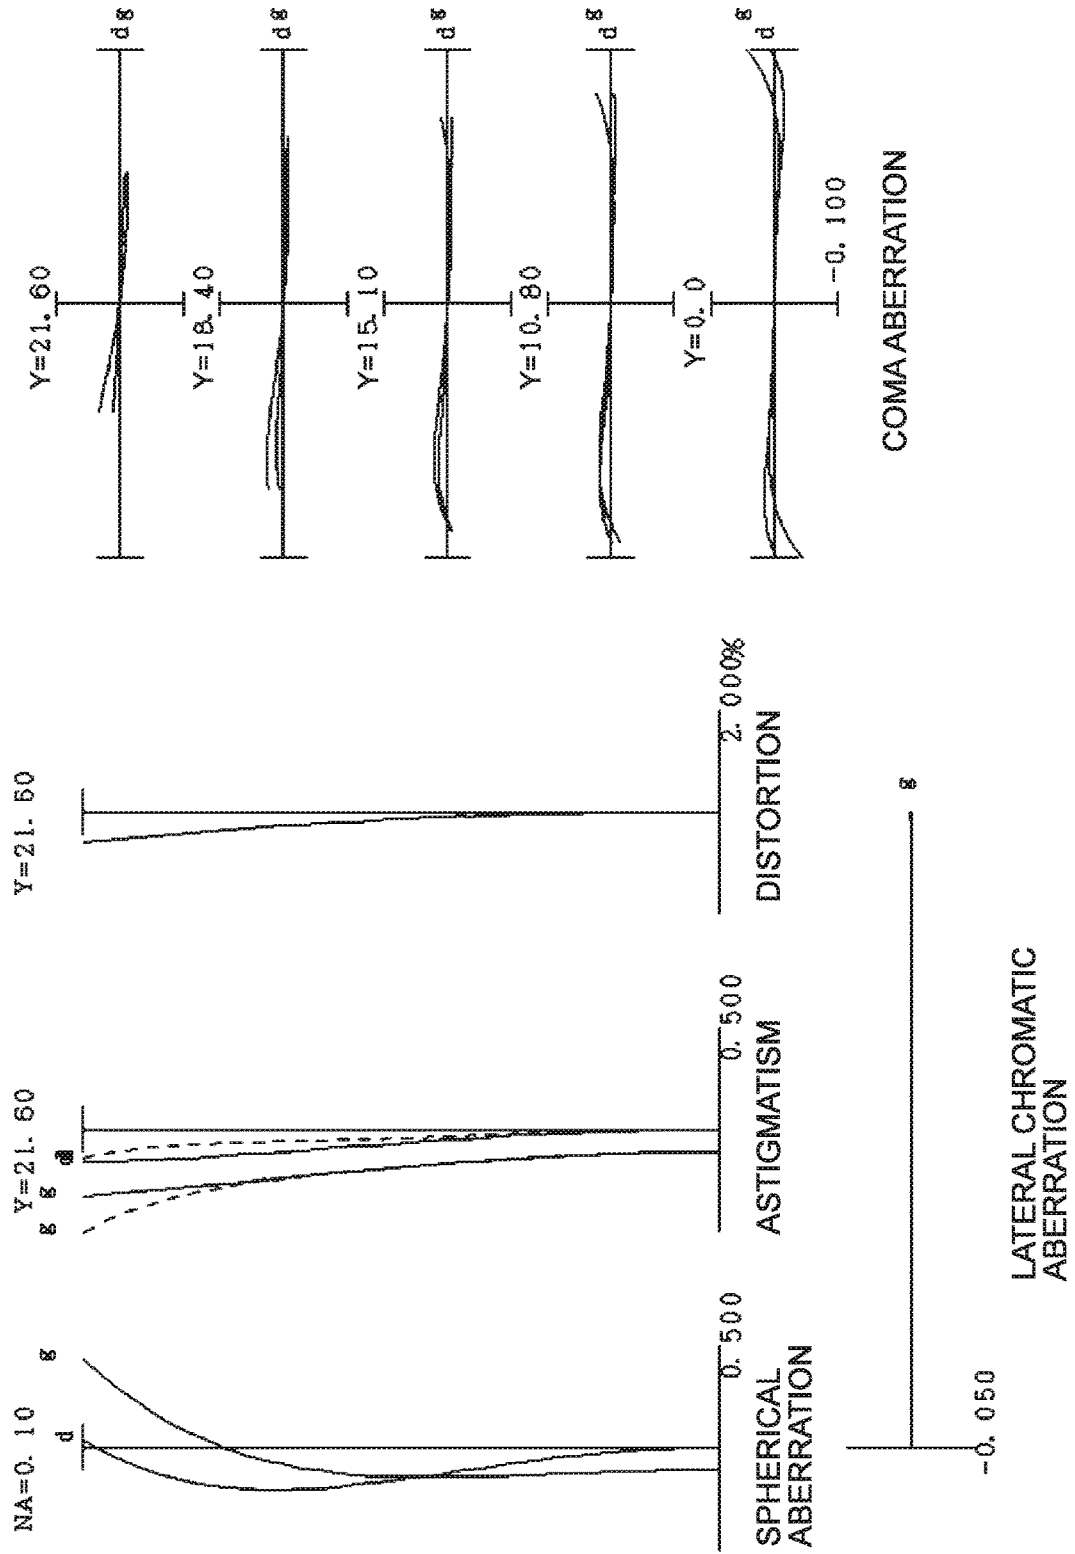 NA=0.10
d
g
0.500
SPHERICAL
ABERRATION
Y=21.60
g
g
d
d
0.500
ASTIGMATISM
Y=21.60
2.000%
DISTORTION
Y=21.60
d g
Y=18.40
d g
Y=15.10
d g
Y=10.80
d g
Y=0.0
d g
-0.100
COMA ABERRATION
g
-0.050
LATERAL CHROMATIC
ABERRATION